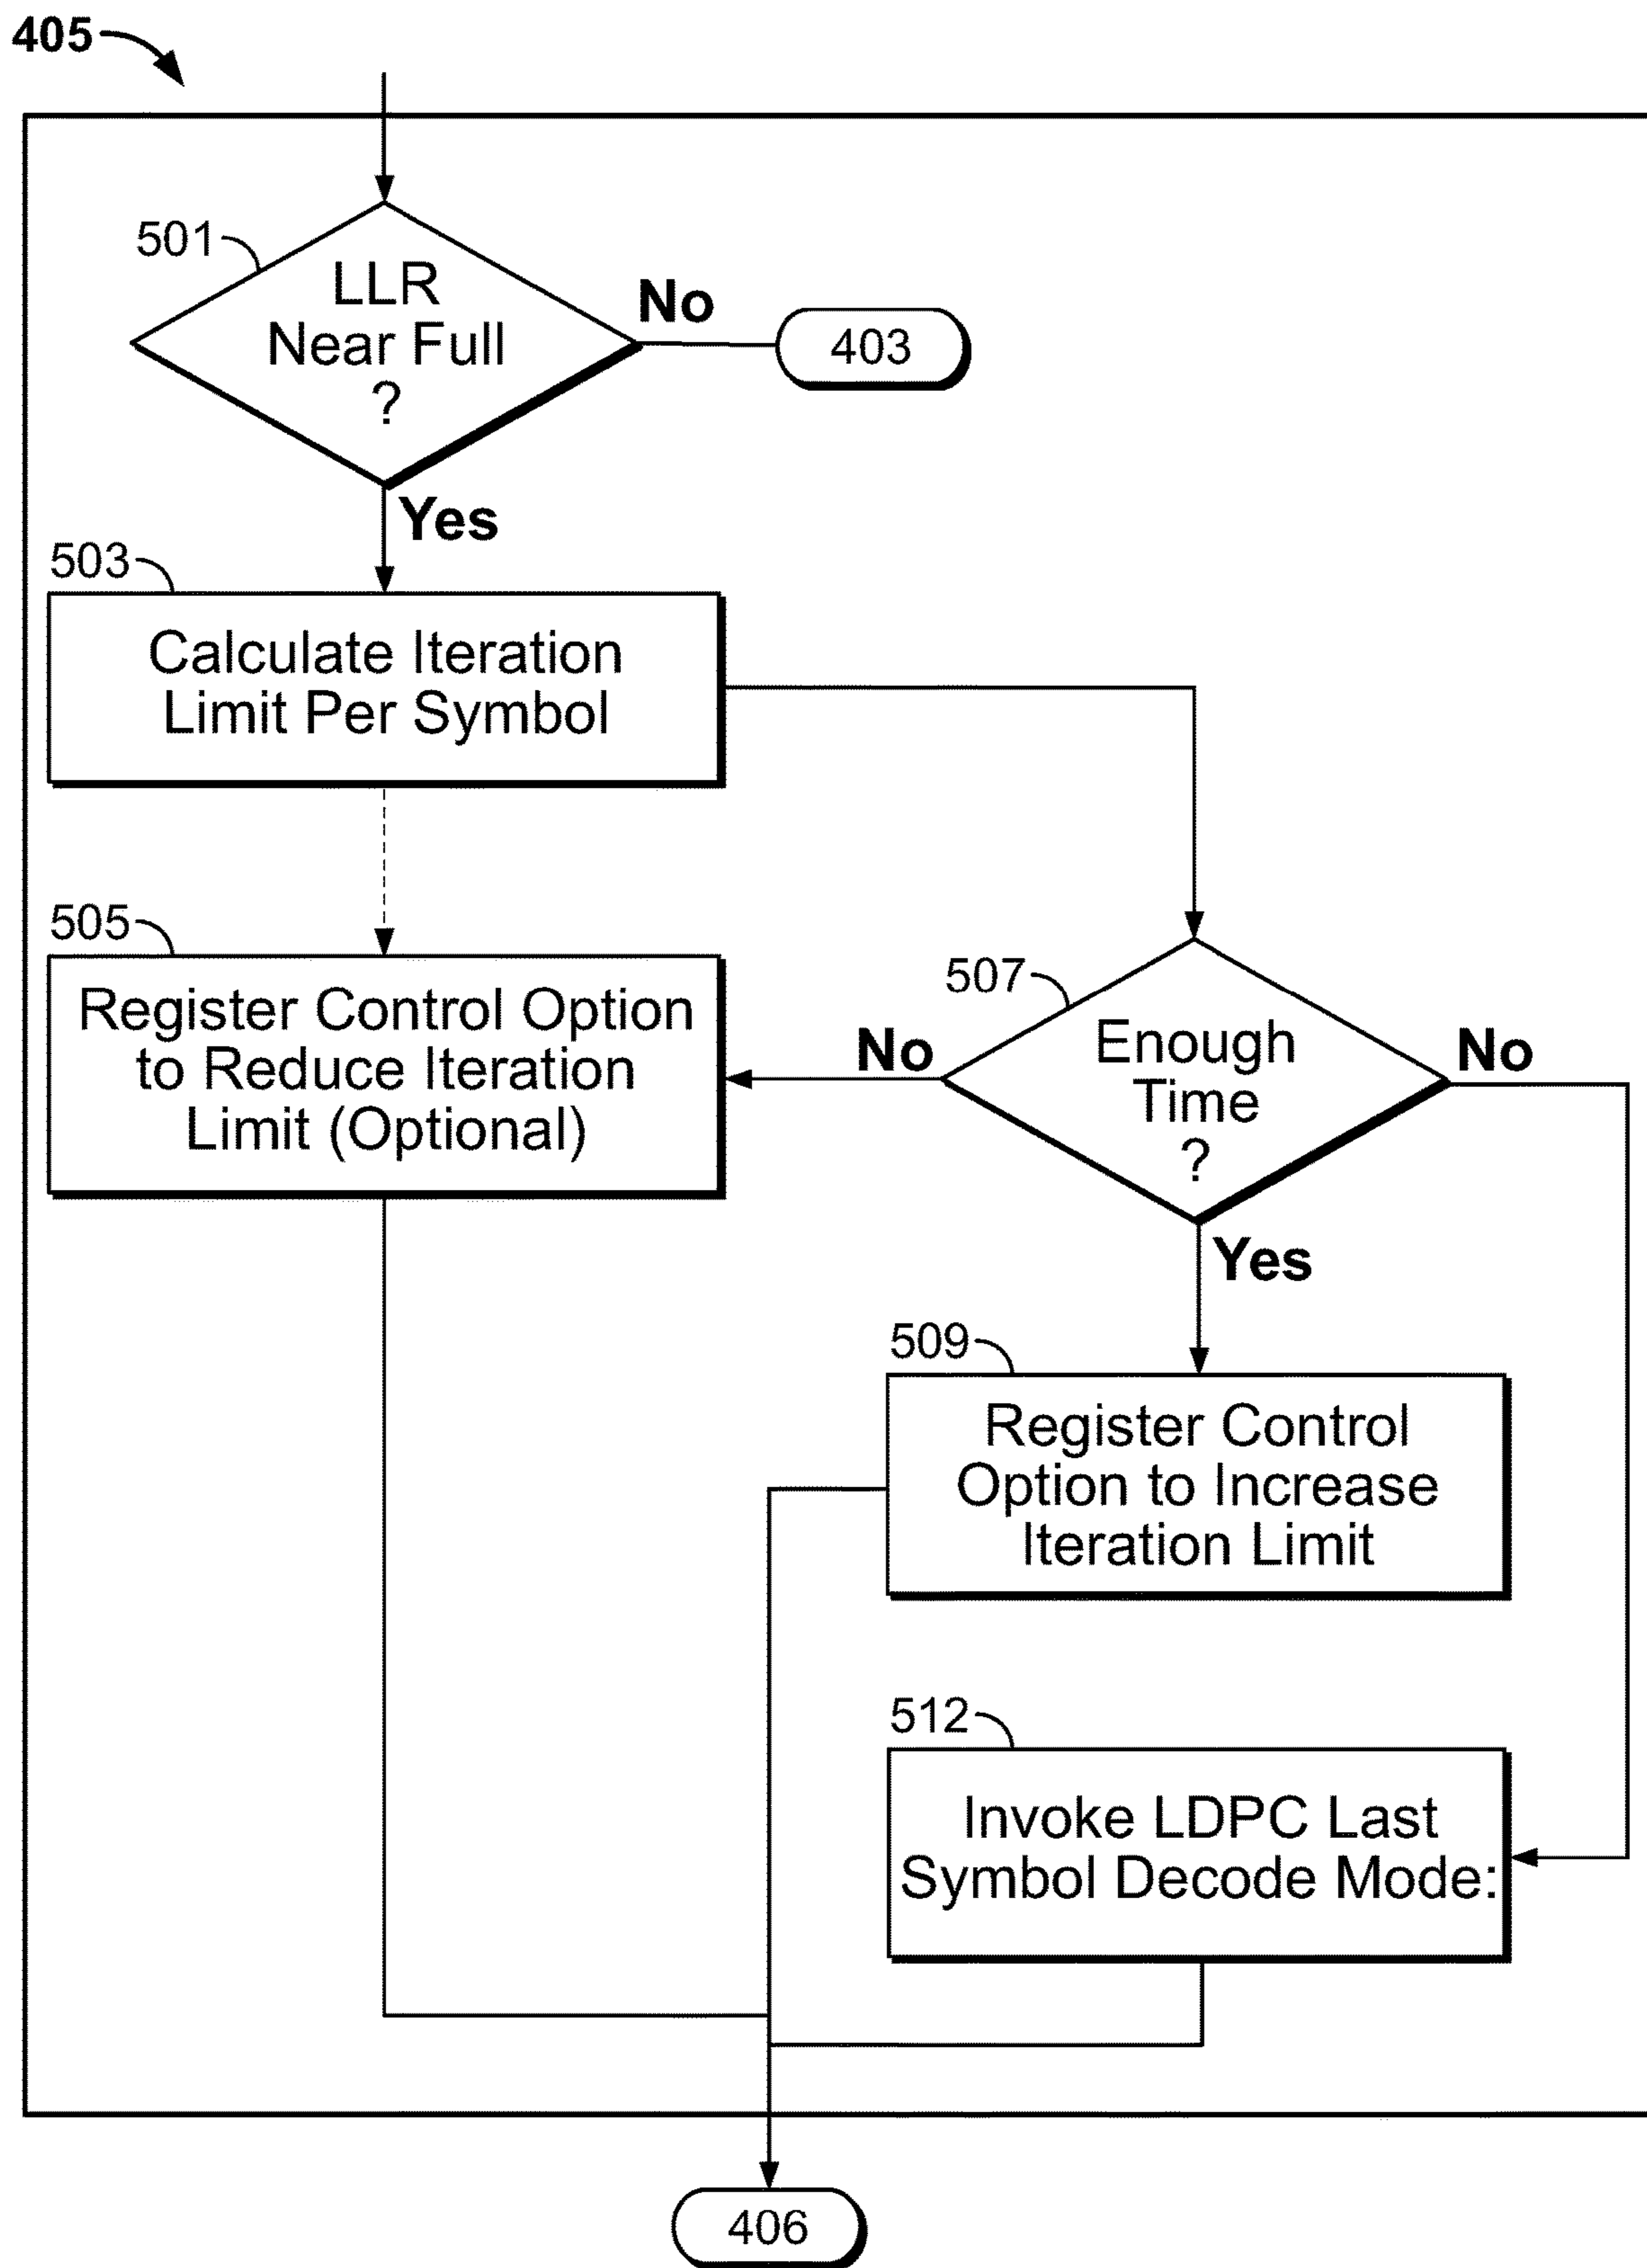 405
501
LLR
Near Full
?
No
403
Yes
503
Calculate Iteration
Limit Per Symbol
505
Register Control Option
to Reduce Iteration
Limit (Optional)
507
No
Enough
Time
?
No
Yes
509
Register Control
Option to Increase
Iteration Limit
512
Invoke LDPC Last
Symbol Decode Mode:
406